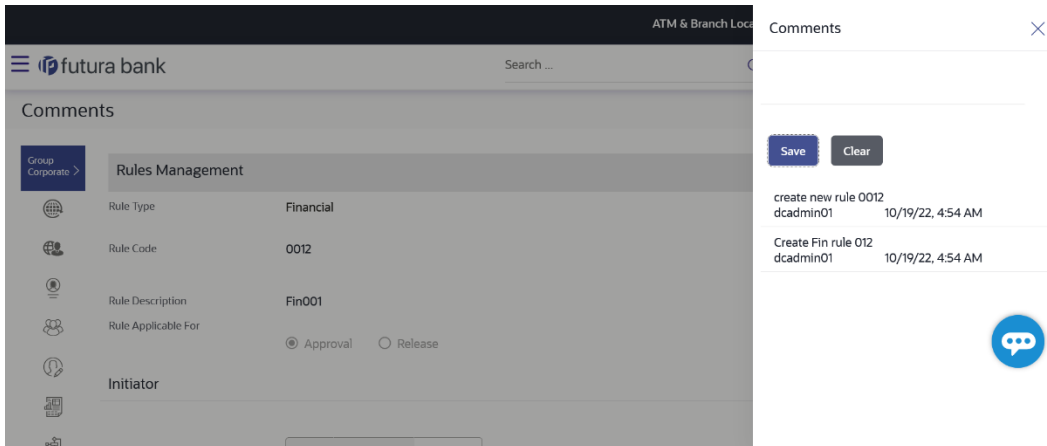 ATM & Branch Loca
futura bank
Search ...
Comments
Group
Corporate >
Rules Management
Rule Type Financial
Rule Code 0012
Rule Description Fin001
Rule Applicable For
Approval Release
Initiator
Comments
Save Clear
create new rule 0012
dcadmin01 10/19/22, 4:54 AM
Create Fin rule 012
dcadmin01 10/19/22, 4:54 AM